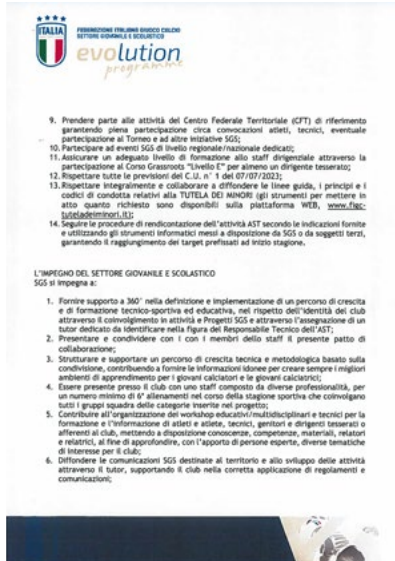 ITALIA
FEDERAZIONE ITALIANA GIUOCO CALCIO
SETTORE GIOVANILE E SCOLASTICO
evolution
programme
9. Prendere parte alle attività del Centro Federale Territoriale (CFT) di riferimento
garantendo piena partecipazione circa convocazioni atleti, tecnici, eventuale
partecipazione al Torneo e ad altre iniziative SGS;
10. Partecipare ad eventi SGS di livello regionale/nazionale dedicati;
11. Assicurare un adeguato livello di formazione allo staff dirigenziale attraverso la
partecipazione al Corso Grassroots "Livello E" per almeno un dirigente tesserato;
12. Rispettare tutte le previsioni del C.U. n° 1 del 07/07/2023;
13. Rispettare integralmente e collaborare a diffondere le linee guida, i principi e i
codici di condotta relativi alla TUTELA DEI MINORI (gli strumenti per mettere in
atto quanto richiesto sono disponibili sulla piattaforma WEB, www.figc-
tuteladeiminori.it);
14. Seguire le procedure di rendicontazione dell'attività AST secondo le indicazioni fornite
e utilizzando gli strumenti informatici messi a disposizione da SGS o da soggetti terzi,
garantendo il raggiungimento dei target prefissati ad inizio stagione.
L'IMPEGNO DEL SETTORE GIOVANILE E SCOLASTICO
SGS si impegna a:
1. Fornire supporto a 360° nella definizione e implementazione di un percorso di crescita
e di formazione tecnico-sportiva ed educativa, nel rispetto dell'identità del club
attraverso il coinvolgimento in attività e Progetti SGS e attraverso l'assegnazione di un
tutor dedicato da identificare nella figura del Responsabile Tecnico dell'AST;
2. Presentare e condividere con i con i membri dello staff il presente patto di
collaborazione;
3. Strutturare e supportare un percorso di crescita tecnica e metodologica basato sulla
condivisione, contribuendo a fornire le informazioni idonee per creare sempre i migliori
ambienti di apprendimento per i giovani calciatori e le giovani calciatrici;
4. Essere presente presso il club con uno staff composto da diverse professionalità, per
un numero minimo di 6* allenamenti nel corso della stagione sportiva che coinvolgano
tutti i gruppi squadra delle categorie inserite nel progetto;
5. Contribuire all'organizzazione dei workshop educativi/multidisciplinari e tecnici per la
formazione e l'informazione di atleti e atlete, tecnici, genitori e dirigenti tesserati o
afferenti al club, mettendo a disposizione conoscenze, competenze, materiali, relatori
e relatrici, al fine di approfondire, con l'apporto di persone esperte, diverse tematiche
di interesse per il club;
6. Diffondere le comunicazioni SGS destinate al territorio e allo sviluppo delle attività
attraverso il tutor, supportando il club nella corretta applicazione di regolamenti e
comunicazioni;